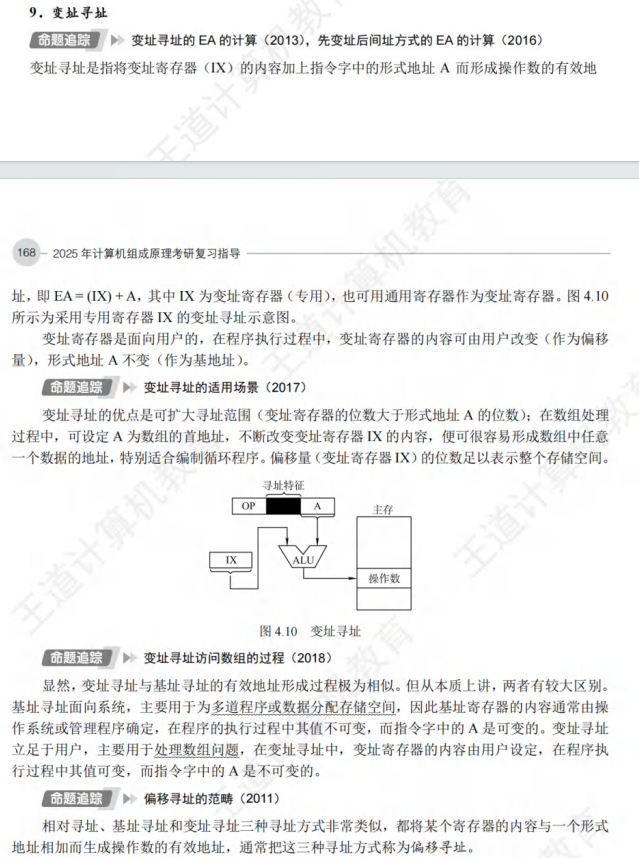 9．变址寻址
命题追踪 变址寻址的 EA 的计算（2013），先变址后间址方式的 EA 的计算（2016）
变址寻址是指将变址寄存器（IX）的内容加上指令字中的形式地址 A 而形成操作数的有效地
168 2025 年计算机组成原理考研复习指导
址，即 EA = (IX) + A，其中 IX 为变址寄存器（专用），也可用通用寄存器作为变址寄存器。图 4.10
所示为采用专用寄存器 IX 的变址寻址示意图。
变址寄存器是面向用户的，在程序执行过程中，变址寄存器的内容可由用户改变（作为偏移
量），形式地址 A 不变（作为基地址）。
命题追踪 变址寻址的适用场景（2017）
变址寻址的优点是可扩大寻址范围（变址寄存器的位数大于形式地址 A 的位数）；在数组处理
过程中，可设定 A 为数组的首地址，不断改变变址寄存器 IX 的内容，便可很容易形成数组中任意
一个数据的地址，特别适合编制循环程序。偏移量（变址寄存器 IX）的位数足以表示整个存储空间。
寻址特征
OP A 主存
IX ALU
操作数
图 4.10 变址寻址
命题追踪 变址寻址访问数组的过程（2018）
显然，变址寻址与基址寻址的有效地址形成过程极为相似。但从本质上讲，两者有较大区别。
基址寻址面向系统，主要用于为多道程序或数据分配存储空间，因此基址寄存器的内容通常由操
作系统或管理程序确定，在程序的执行过程中其值不可变，而指令字中的 A 是可变的。变址寻址
立足于用户，主要用于处理数组问题，在变址寻址中，变址寄存器的内容由用户设定，在程序执
行过程中其值可变，而指令字中的 A 是不可变的。
命题追踪 偏移寻址的范畴（2011）
相对寻址、基址寻址和变址寻址三种寻址方式非常类似，都将某个寄存器的内容与一个形式
地址相加而生成操作数的有效地址，通常把这三种寻址方式称为偏移寻址。
王道计算机教育